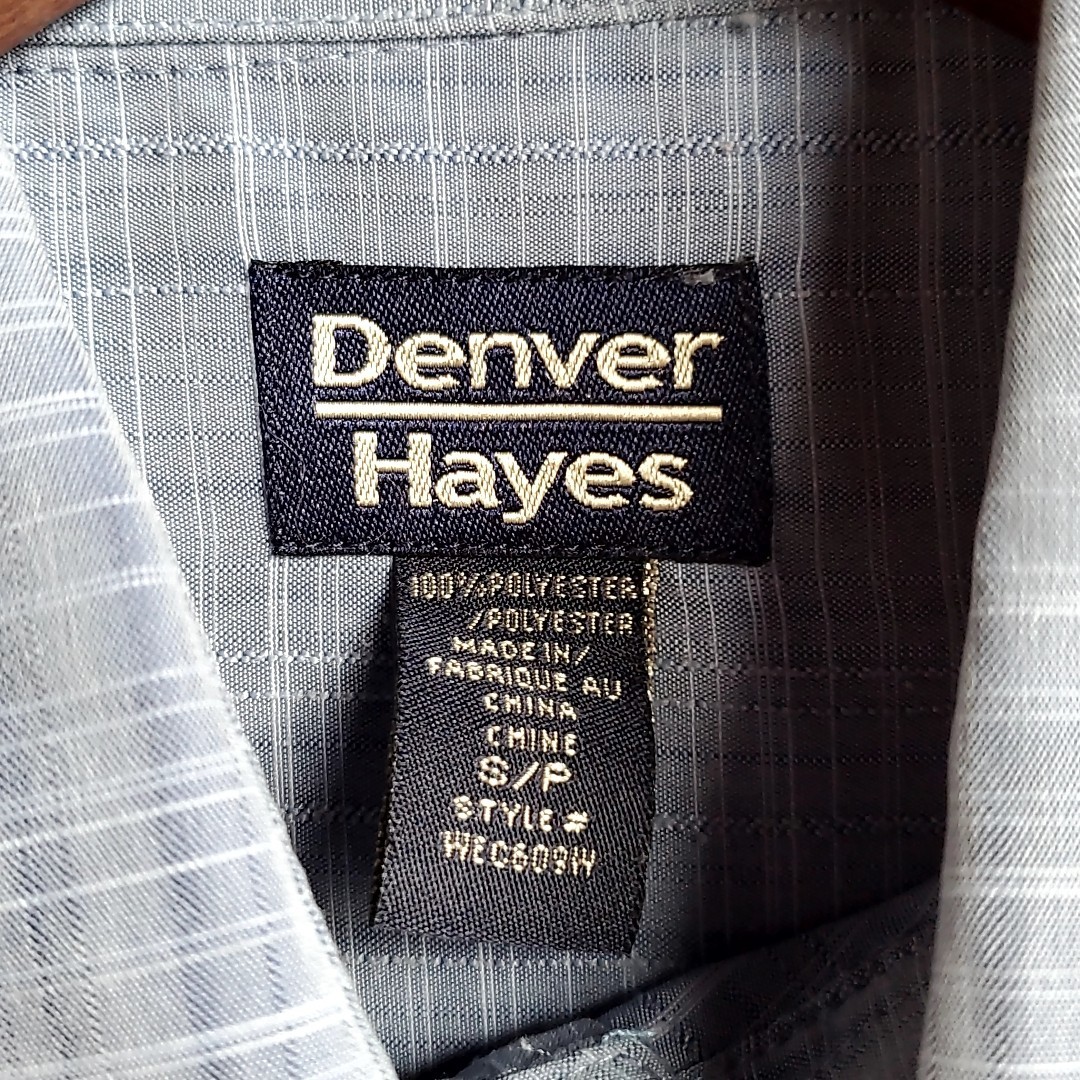 Denver
Hayes
100% POLYESTER
/POLYESTER
MADE IN/
FABRIQUE AU
CHINA
CHINE
S/P
STYLE #
WEC609W